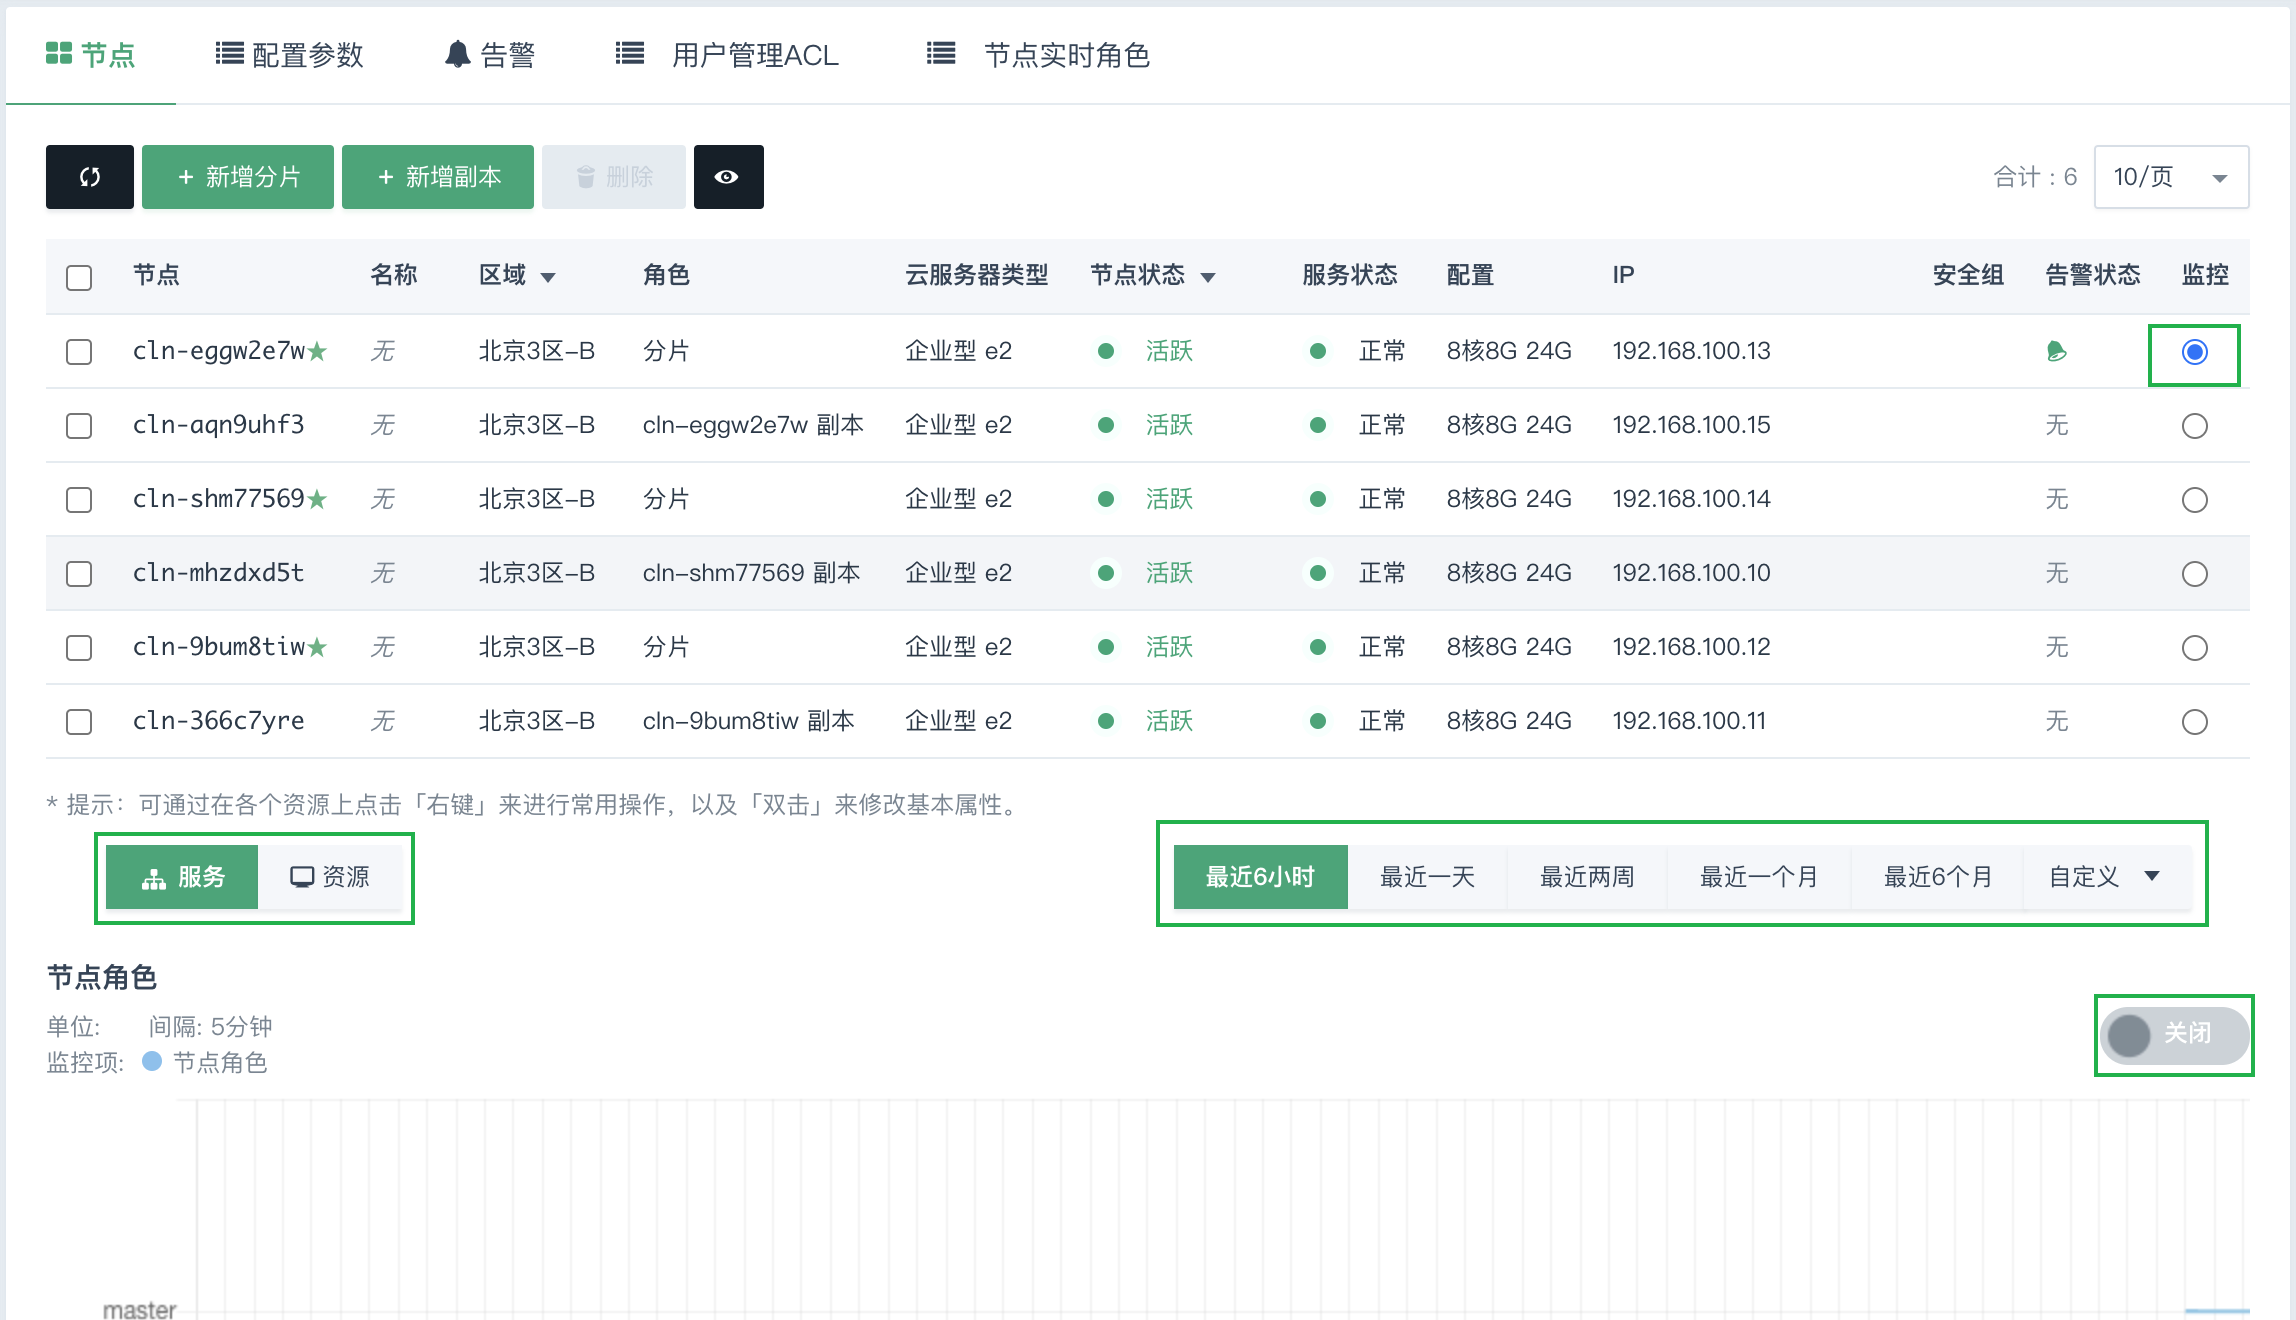 节点 配置参数 告警 用户管理ACL 节点实时角色
+ 新增分片 + 新增副本 删除 合计：6 10/页
节点 名称 区域 角色 云服务器类型 节点状态 服务状态 配置 IP 安全组 告警状态 监控
cln-eggw2e7w★ 无 北京3区-B 分片 企业型 e2 活跃 正常 8核8G 24G 192.168.100.13
cln-aqn9uhf3 无 北京3区-B cln-eggw2e7w 副本 企业型 e2 活跃 正常 8核8G 24G 192.168.100.15 无
cln-shm77569★ 无 北京3区-B 分片 企业型 e2 活跃 正常 8核8G 24G 192.168.100.14 无
cln-mhzdxd5t 无 北京3区-B cln-shm77569 副本 企业型 e2 活跃 正常 8核8G 24G 192.168.100.10 无
cln-9bum8tiw★ 无 北京3区-B 分片 企业型 e2 活跃 正常 8核8G 24G 192.168.100.12 无
cln-366c7yre 无 北京3区-B cln-9bum8tiw 副本 企业型 e2 活跃 正常 8核8G 24G 192.168.100.11 无
* 提示：可通过在各个资源上点击「右键」来进行常用操作，以及「双击」来修改基本属性。
服务 资源 最近6小时 最近一天 最近两周 最近一个月 最近6个月 自定义
节点角色
单位: 间隔: 5分钟
关闭
监控项: 节点角色
master